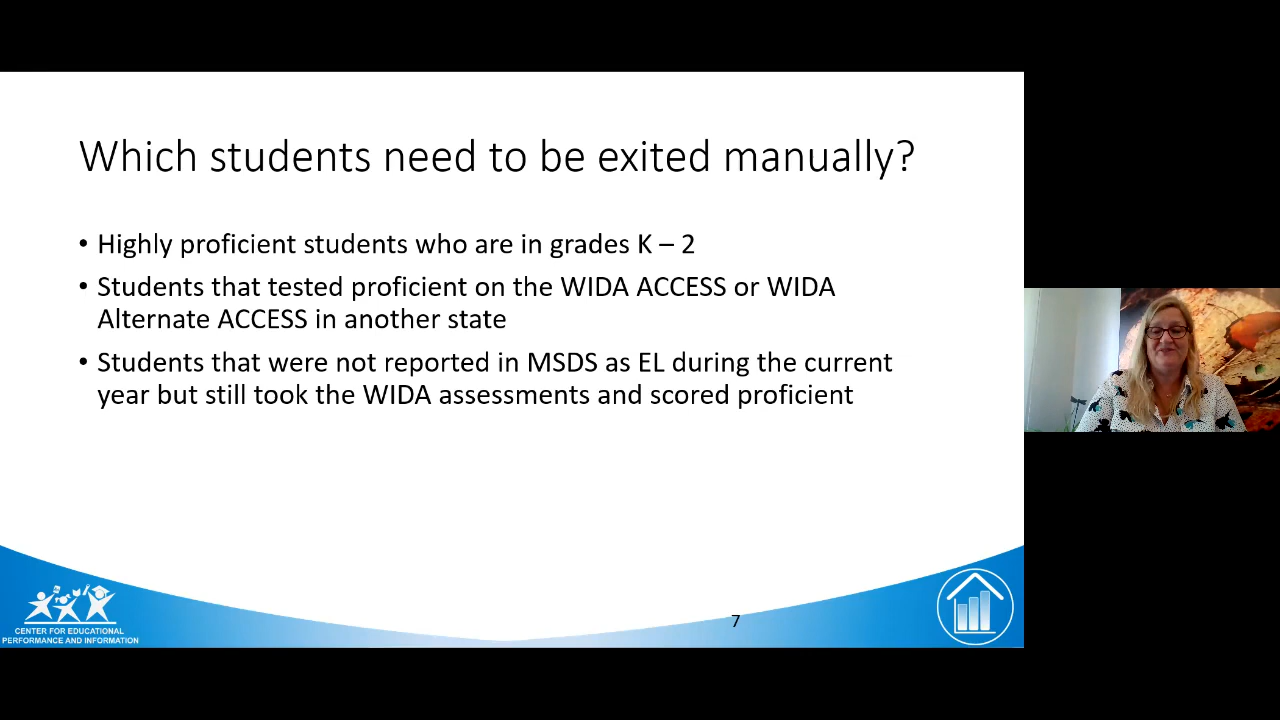 Which students need to be exited manually?
• Highly proficient students who are in grades K – 2
• Students that tested proficient on the WIDA ACCESS or WIDA
Alternate ACCESS in another state
• Students that were not reported in MSDS as EL during the current
year but still took the WIDA assessments and scored proficient
CENTER FOR EDUCATIONAL
PERFORMANCE AND INFORMATION
7